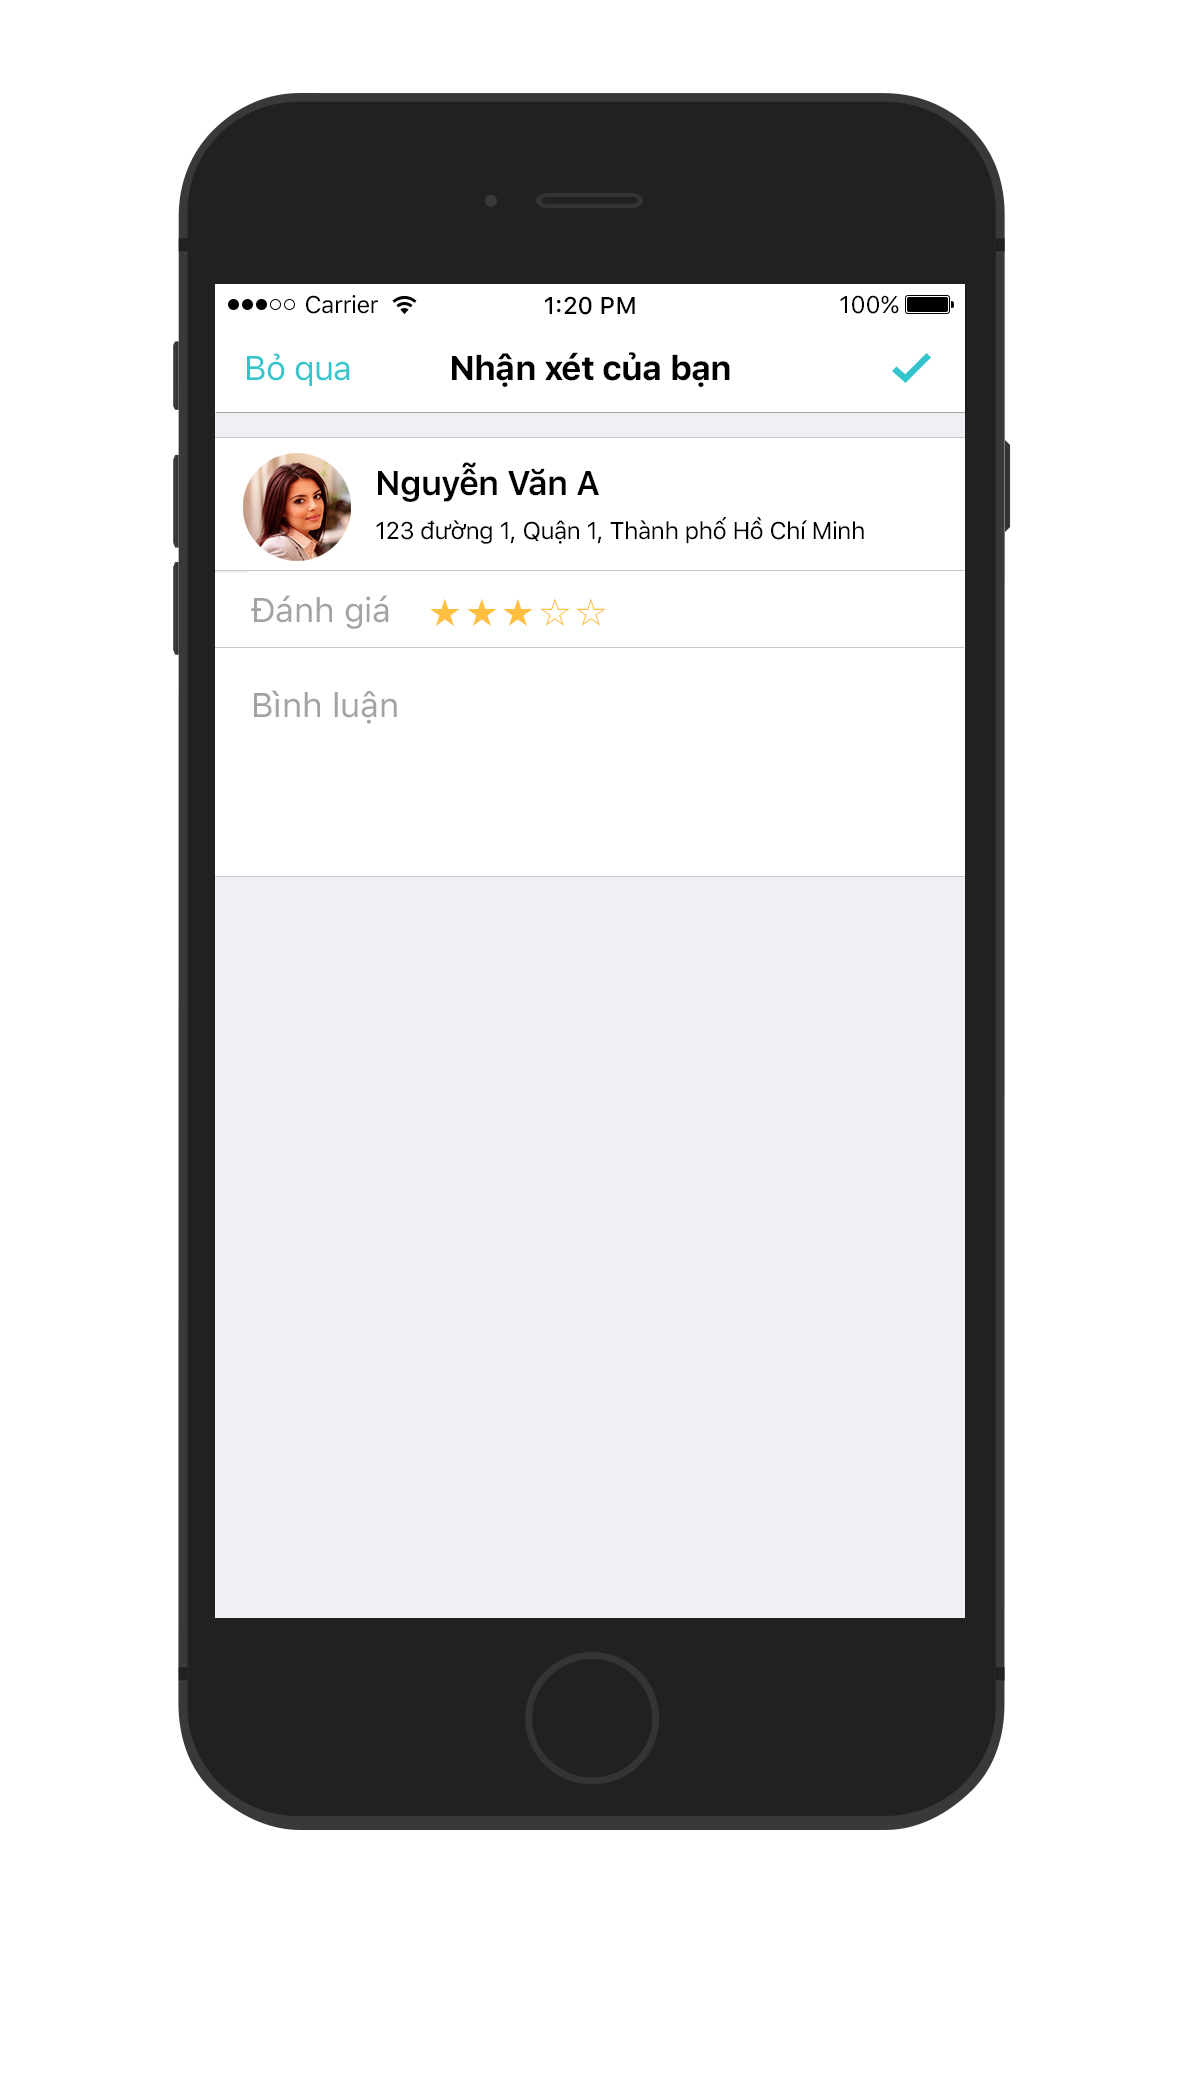 Carrier 1:20 PM 100%
Bỏ qua Nhận xét của bạn
Nguyễn Văn A
123 đường 1, Quận 1, Thành phố Hồ Chí Minh
Đánh giá ★★★☆☆
Bình luận